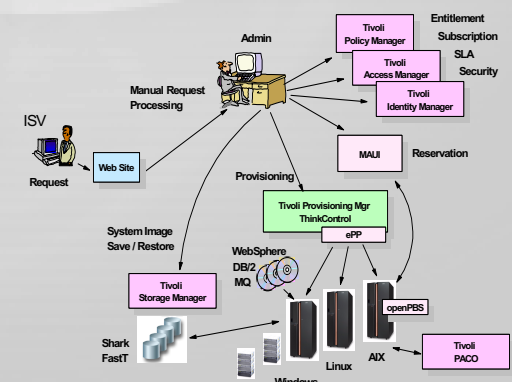 Admin
Tivoli
Policy Manager
Tivoli
Access Manager
Tivoli
Identity Manager
Entitlement
Subscription
SLA
Security
Manual Request
Processing
ISV
Request
Web Site
MAUI
Reservation
Provisioning
Tivoli Provisioning Mgr
ThinkControl
ePP
System Image
Save / Restore
WebSphere
DB/2
MQ
Tivoli
Storage Manager
openPBS
Shark
FastT
Windows
Linux
AIX
Tivoli
PACO